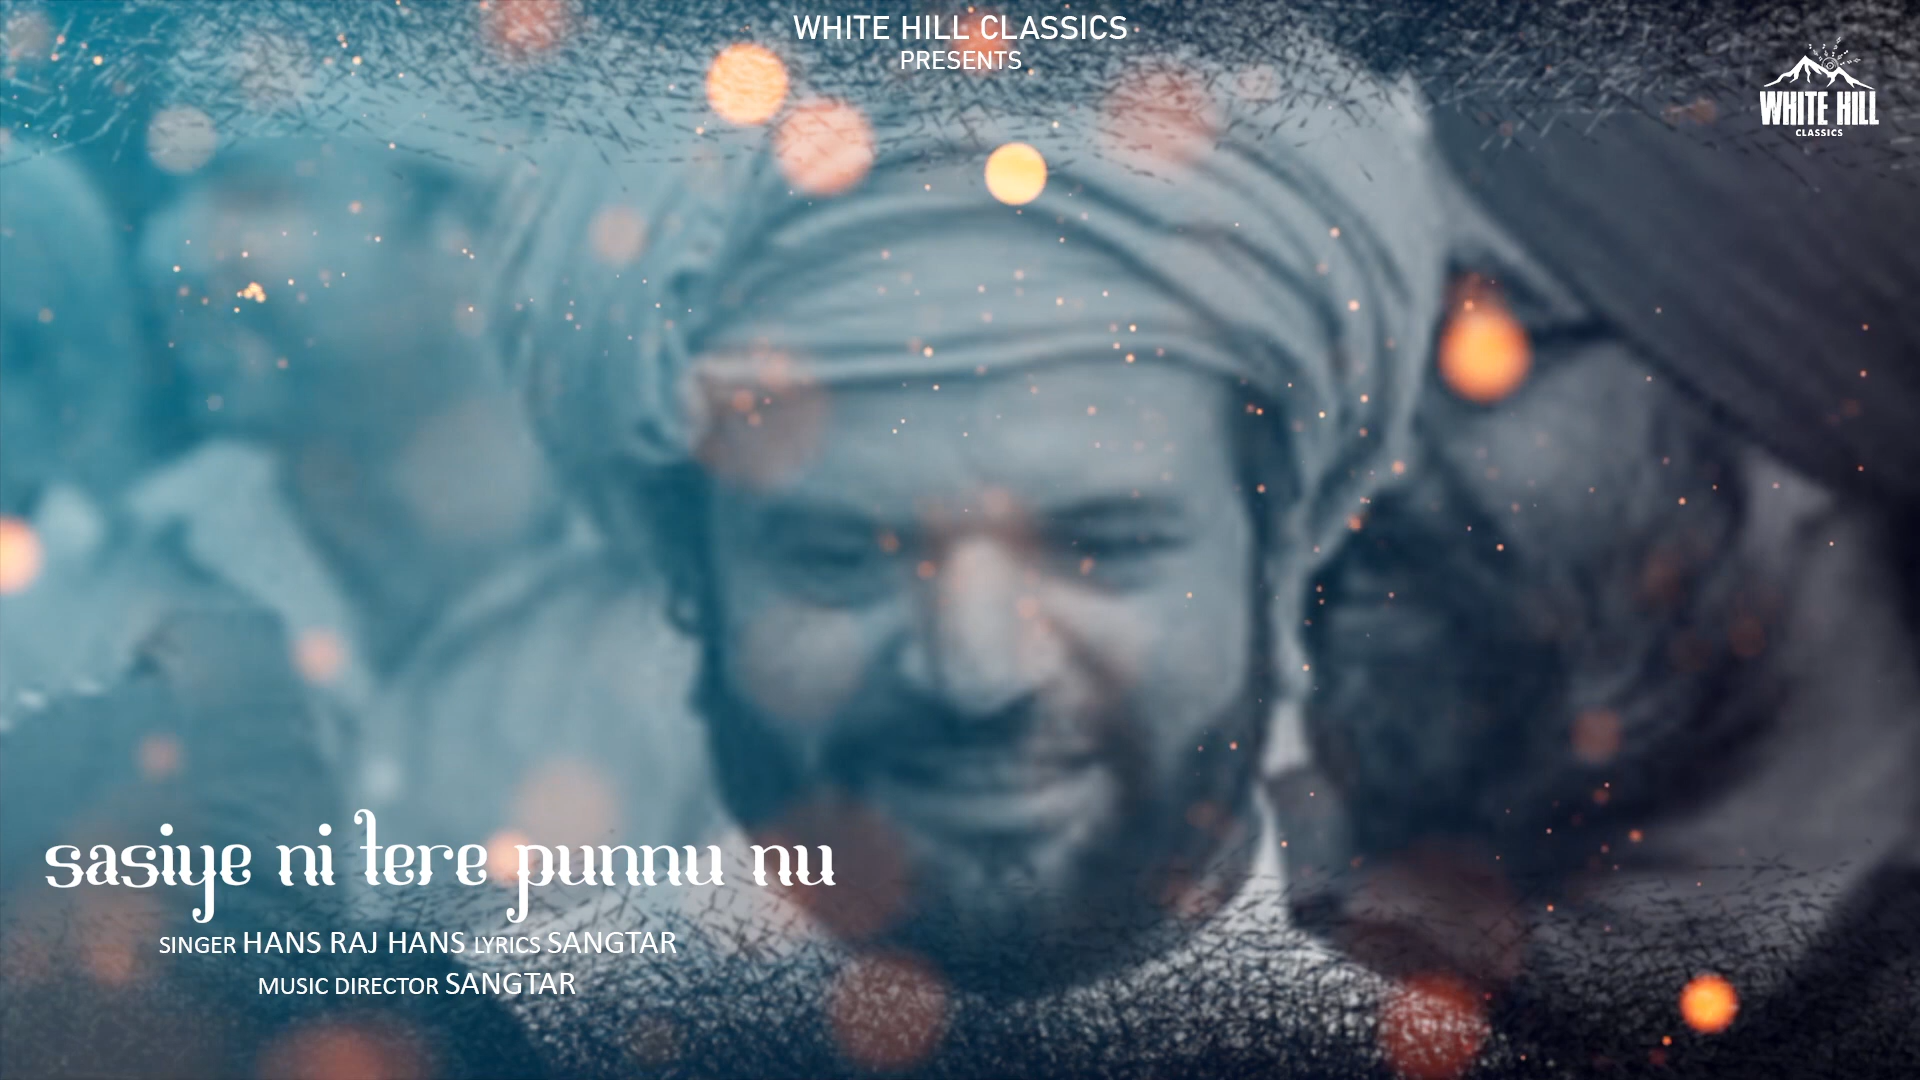 WHITE HILL CLASSICS
PRESENTS
WHITE HILL
CLASSICS
sasiye ni tere punnu nu
SINGER HANS RAJ HANS LYRICS SANGTAR
MUSIC DIRECTOR SANGTAR